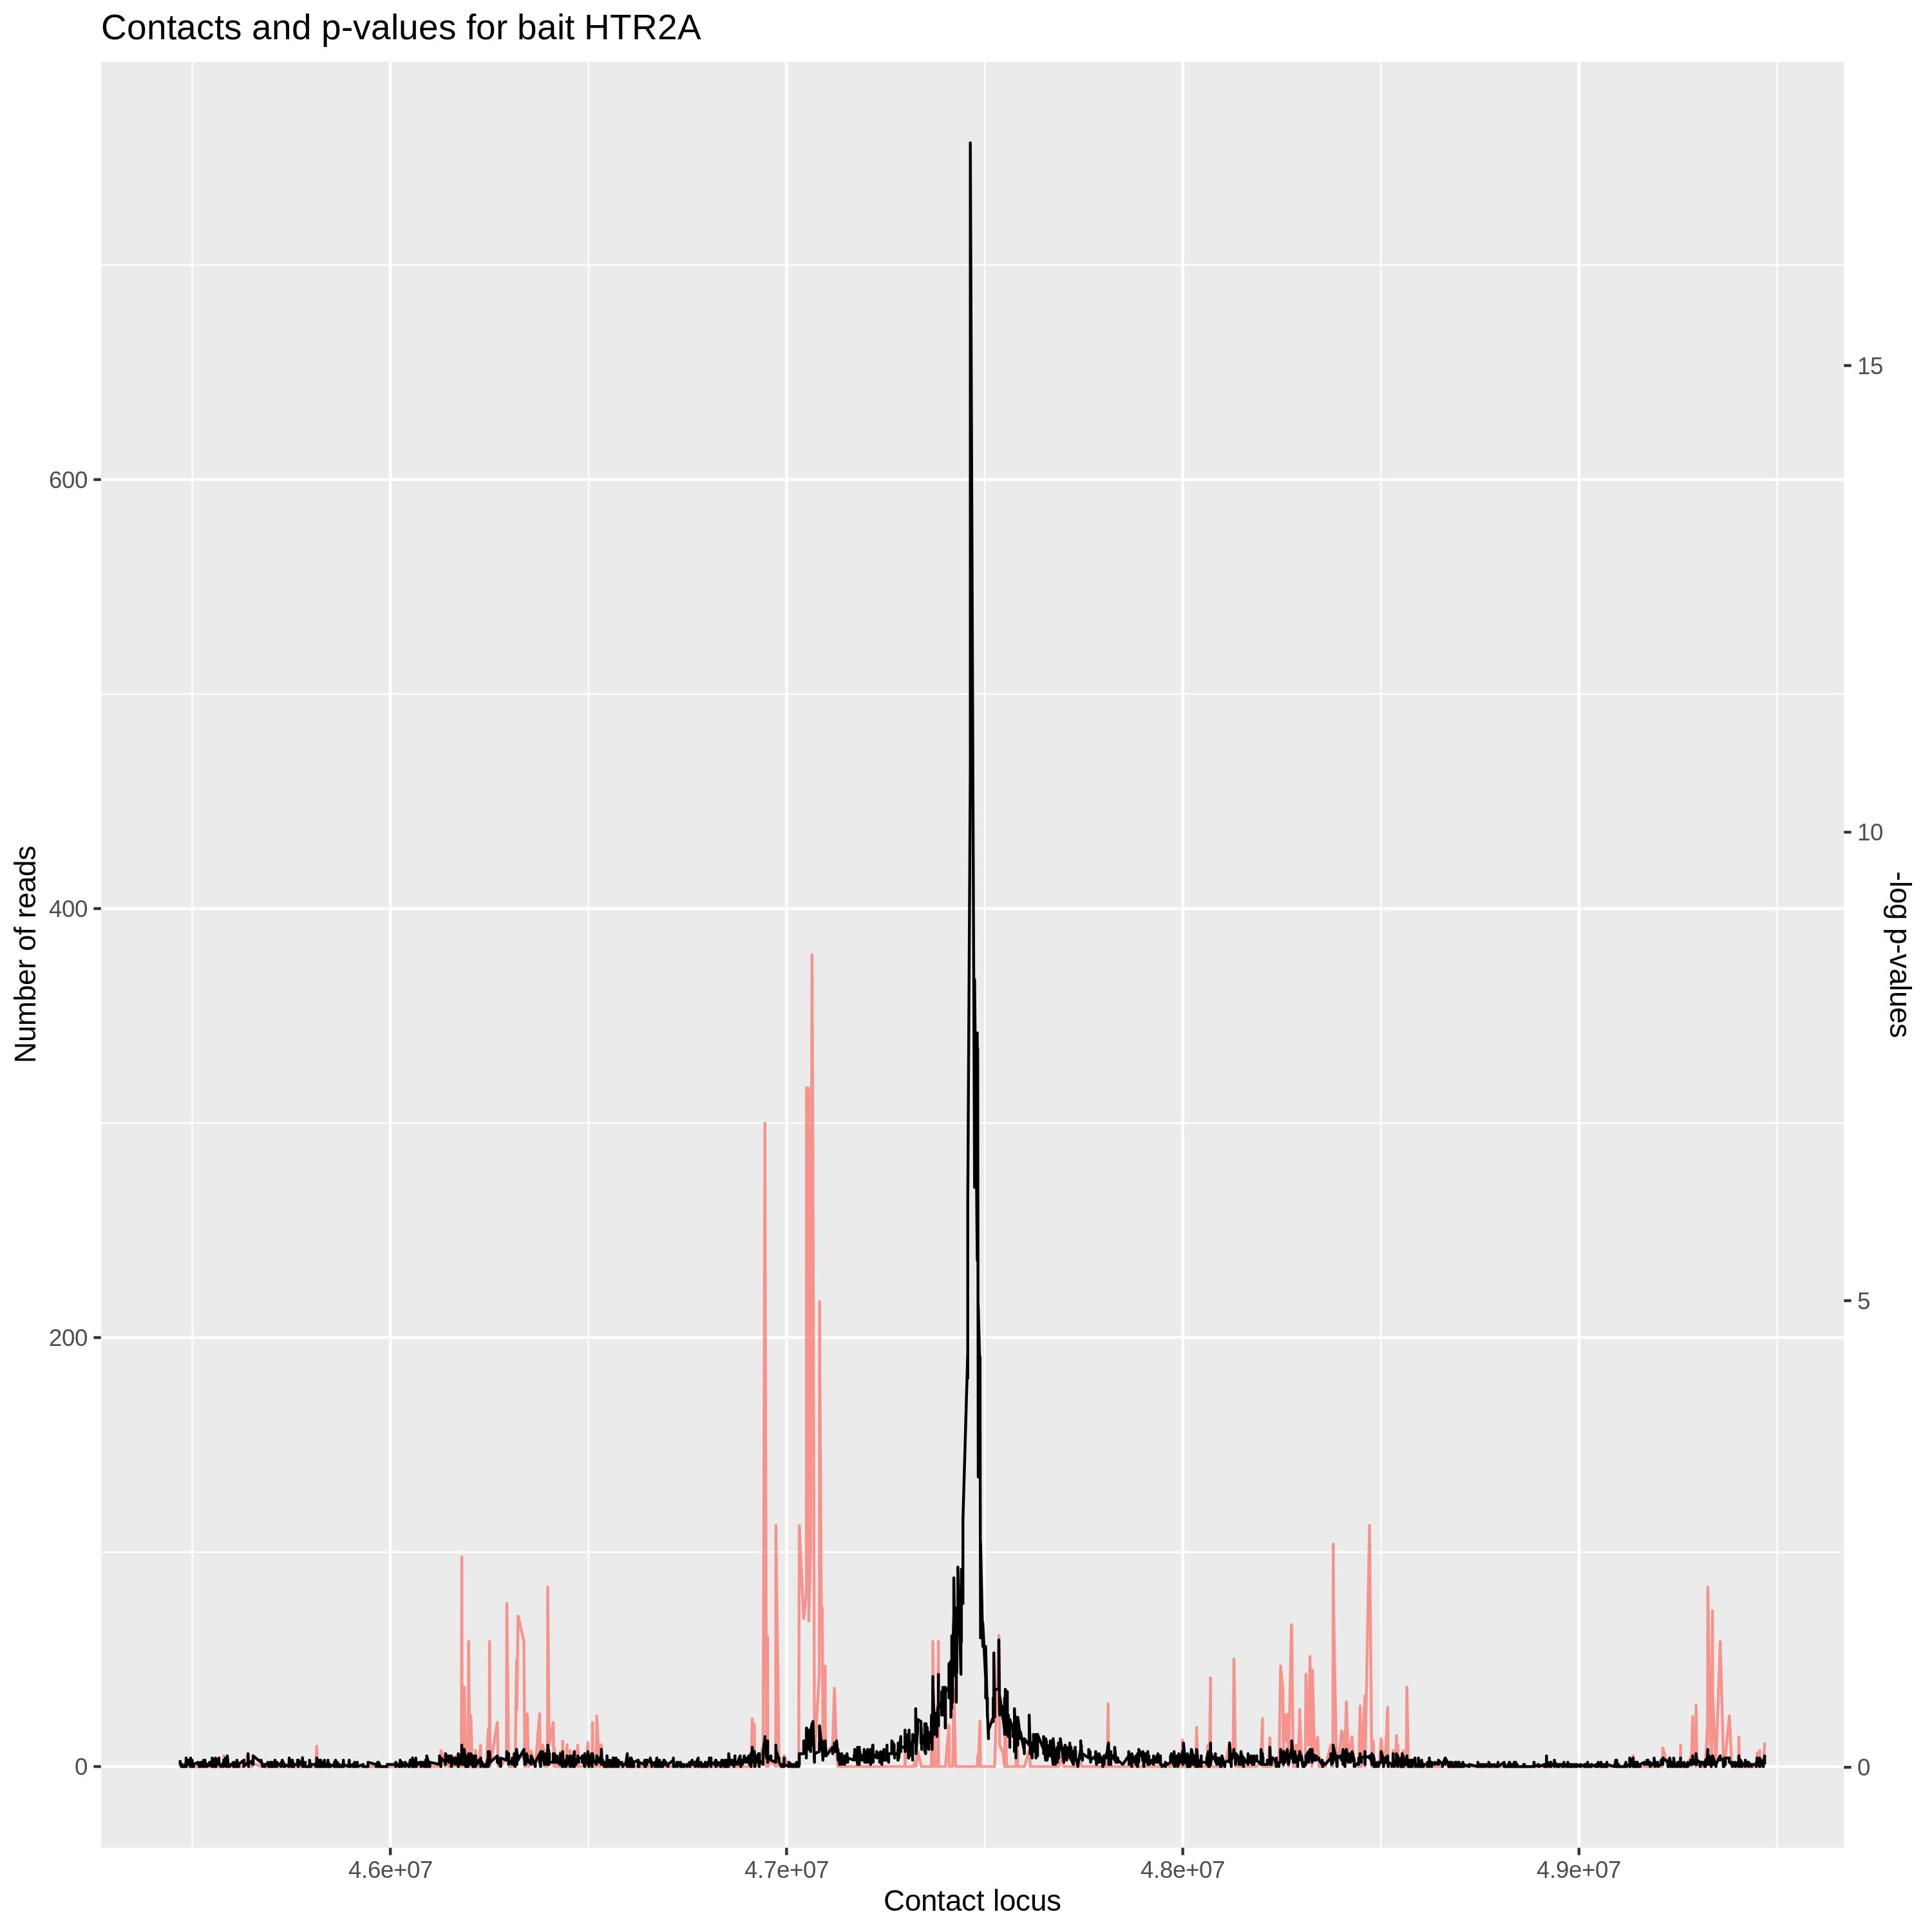 Contacts and p-values for bait HTR2A
600
400
200
0
15
10
5
0
Number of reads
-log p-values
4.6e+07 4.7e+07 4.8e+07 4.9e+07
Contact locus